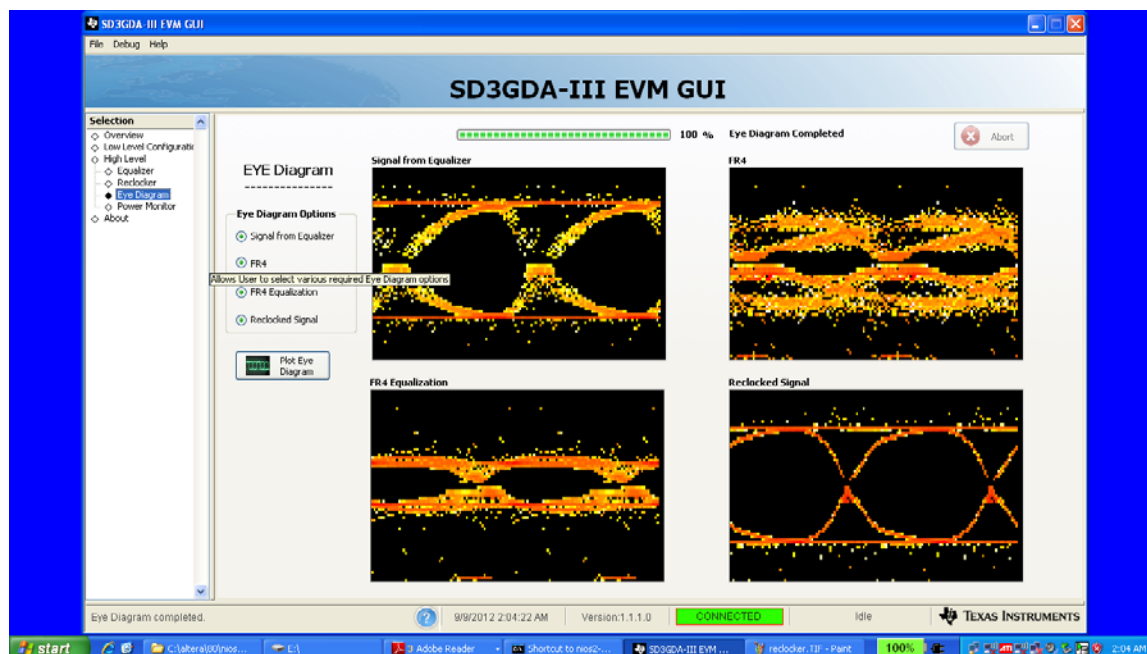 SD3GDA-III EVM GUI
File Debug Help
SD3GDA-III EVM GUI
Selection
Overview
Low Level Configuratic
High Level
Equalizer
Reclocker
Eye Diagram
Power Monitor
About
100 % Eye Diagram Completed
Abort
EYE Diagram
---------------
Eye Diagram Options
Signal from Equalizer
FR4
Allows User to select various required Eye Diagram options
FR4 Equalization
Reclocked Signal
Plot Eye
Diagram
Signal from Equalizer
FR4
FR4 Equalization
Reclocked Signal
Eye Diagram completed.
9/9/2012 2:04:22 AM
Version:1.1.1.0
CONNECTED
Idle
TEXAS INSTRUMENTS
start
C:\altera\00\nios...
E:\
3 Adobe Reader
Shortcut to nios2-...
SD3GDA-III EVM ...
reclocker.TIF - Paint
100%
2:04 AM